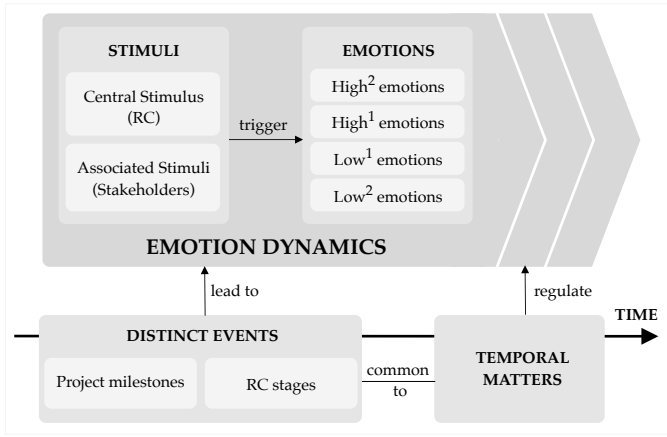 STIMULI
Central Stimulus
(RC)
Associated Stimuli
(Stakeholders)
trigger
EMOTIONS
High² emotions
High¹ emotions
Low¹ emotions
Low² emotions
EMOTION DYNAMICS
lead to
regulate
TIME
DISTINCT EVENTS
Project milestones
RC stages
common
to
TEMPORAL
MATTERS